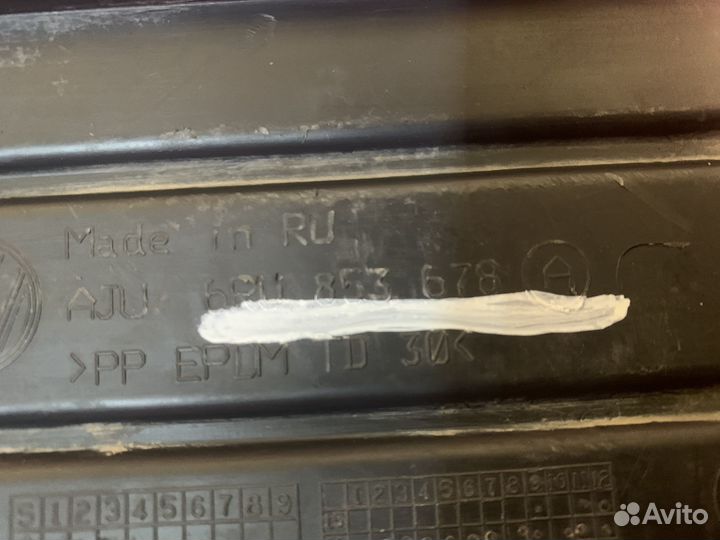 Made in RU
AJU 6RU 853 678 A
>PP EPDM TD 30<
S 1 2 3 4 5 6 7 8 9
1 2 3 4 5 6 7 8 9 10 11 12
Avito